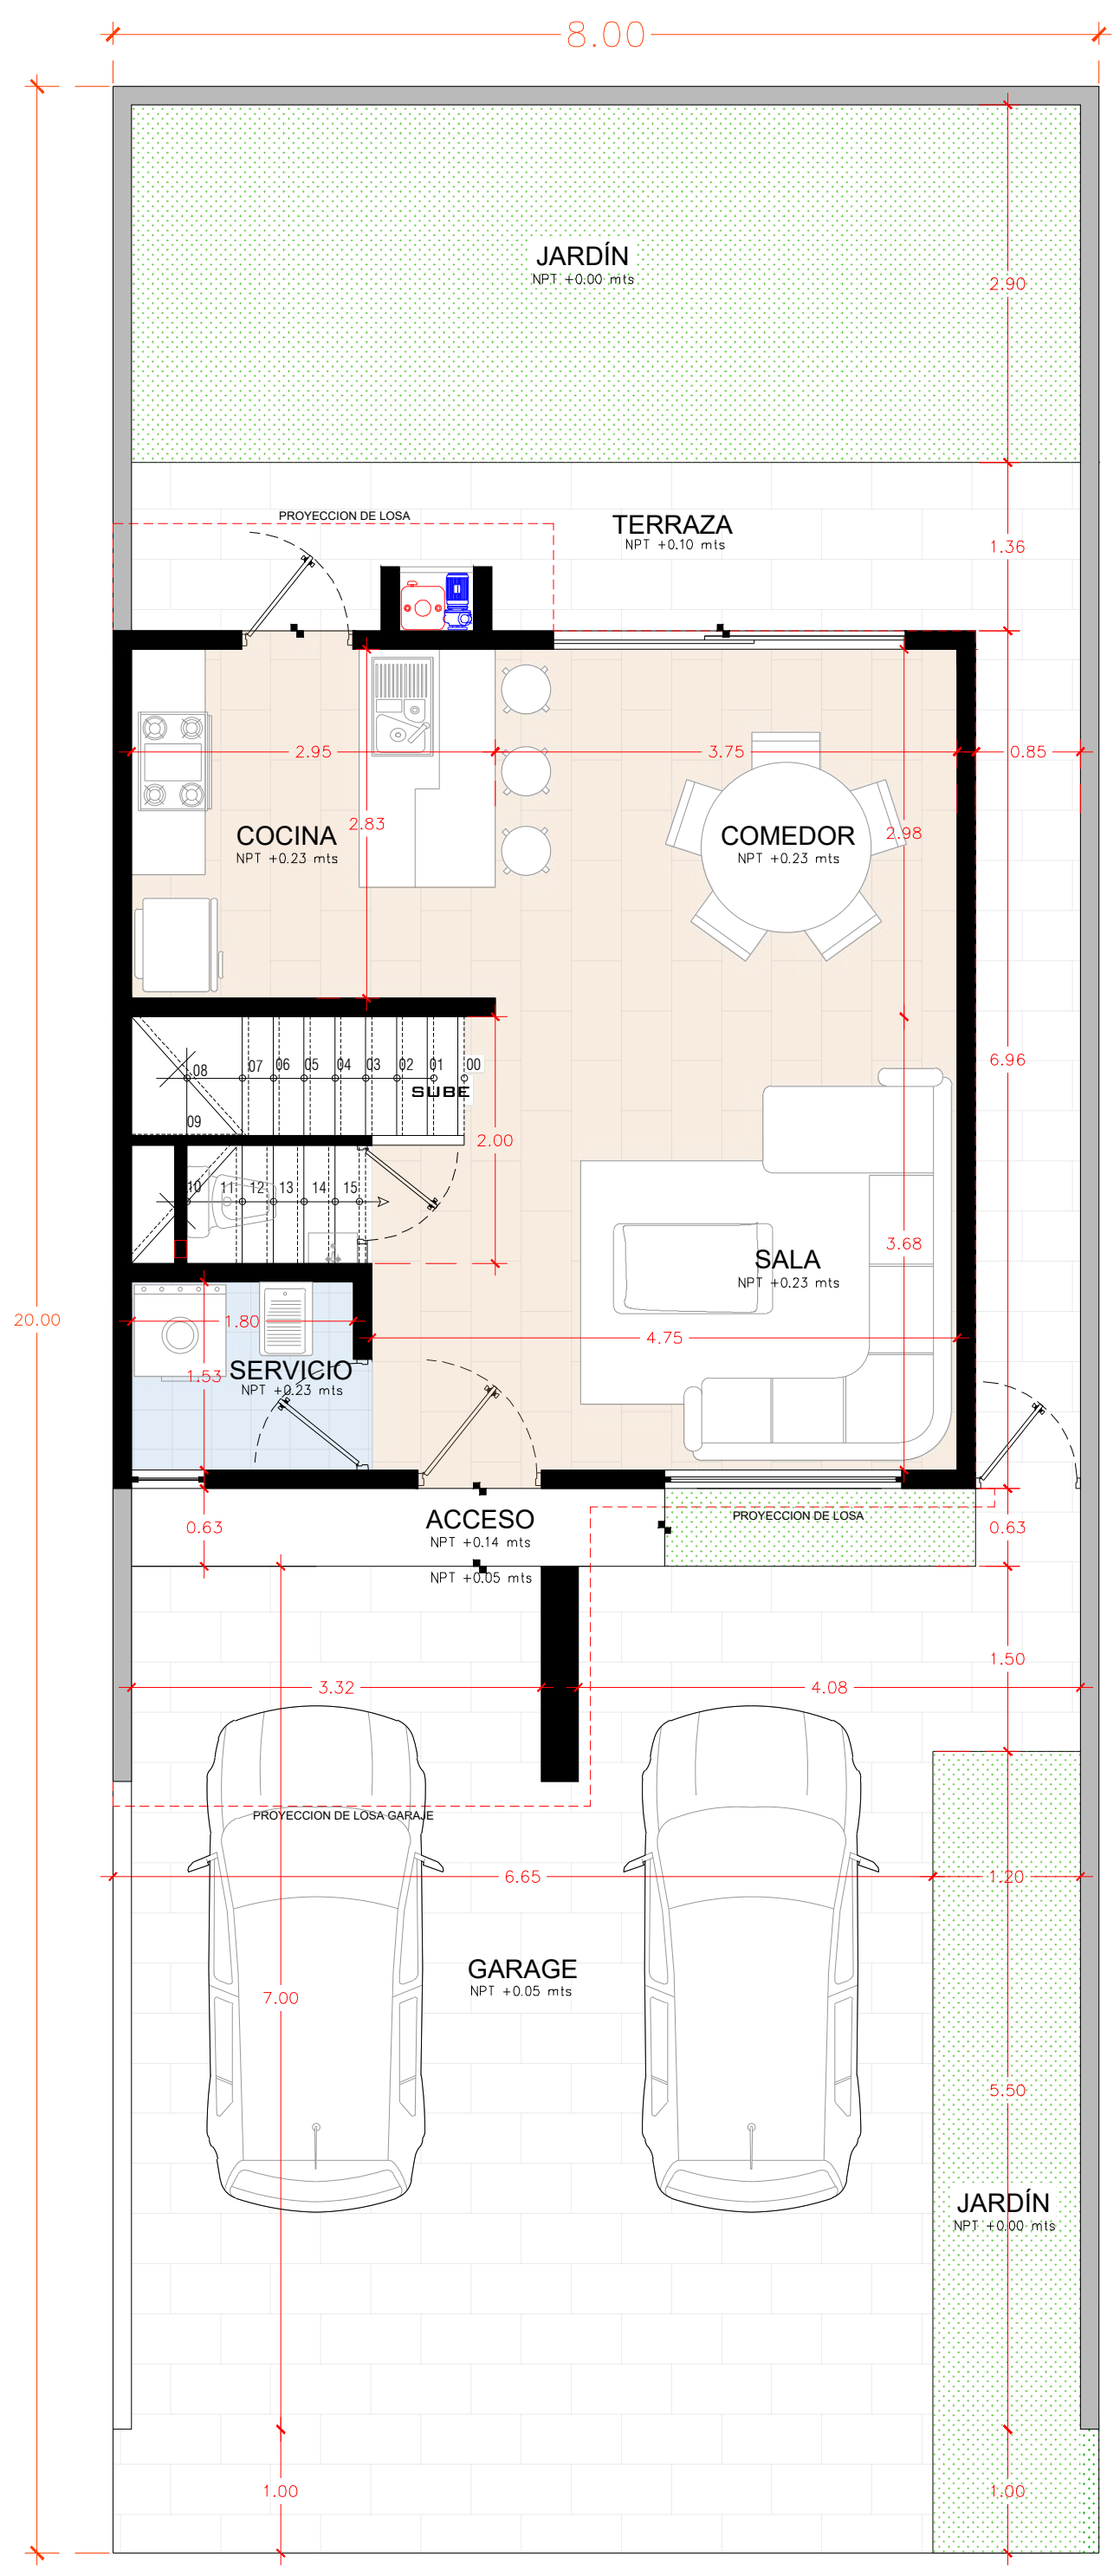 8.00
JARDÍN
NPT +0.00 mts
2.90
PROYECCION DE LOSA
TERRAZA
NPT +0.10 mts
1.36
2.95
3.75
0.85
COCINA
NPT +0.23 mts
2.83
COMEDOR
NPT +0.23 mts
2.98
08
07
06
05
04
03
02
01
00
SUBE
6.96
09
2.00
10
11
12
13
14
15
3.68
SALA
NPT +0.23 mts
20.00
1.80
4.75
SERVICIO
NPT +0.23 mts
1.53
0.63
ACCESO
NPT +0.14 mts
PROYECCION DE LOSA
0.63
NPT +0.05 mts
1.50
3.32
4.08
PROYECCION DE LOSA GARAJE
6.65
1.20
GARAGE
NPT +0.05 mts
7.00
5.50
JARDÍN
NPT +0.00 mts
1.00
1.00